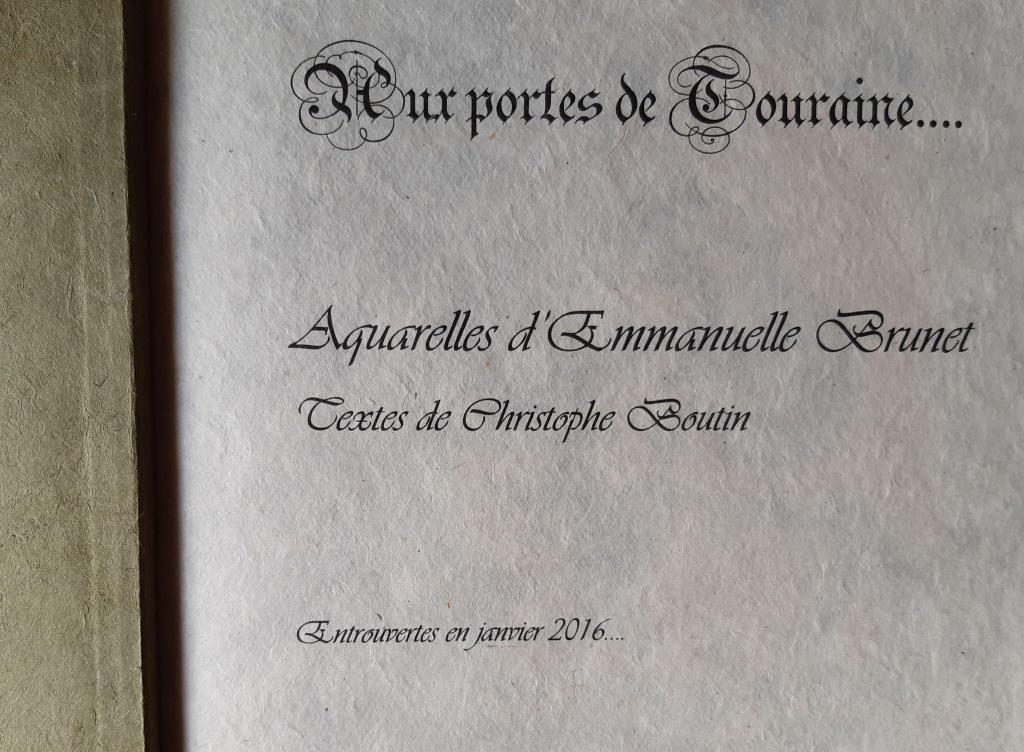 Aux portes de Touraine....
Aquarelles d'Emmanuelle Brunet
Textes de Christophe Boutin
Entrouvertes en janvier 2016....